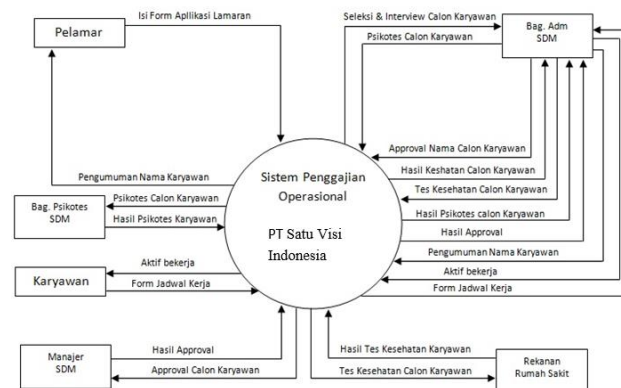 Isi Form Apllikasi Lamaran
Pelamar
Seleksi & Interview Calon Karyawan
Psikotes Calon Karyawan
Bag. Adm
SDM
Approval Nama Calon Karyawan
Hasil Keshatan Calon Karyawan
Tes Kesehatan Calon Karyawan
Hasil Psikotes calon Karyawan
Hasil Approval
Pengumuman Nama Karyawan
Aktif bekerja
Form Jadwal Kerja
Sistem Penggajian
Operasional
PT Satu Visi
Indonesia
Pengumuman Nama Karyawan
Bag. Psikotes
SDM
Psikotes Calon Karyawan
Hasil Psikotes Karyawan
Karyawan
Aktif bekerja
Form Jadwal Kerja
Manajer
SDM
Hasil Approval
Approval Calon Karyawan
Hasil Tes Kesehatan Karyawan
Tes Kesehatan Calon Karyawan
Rekanan
Rumah Sakit